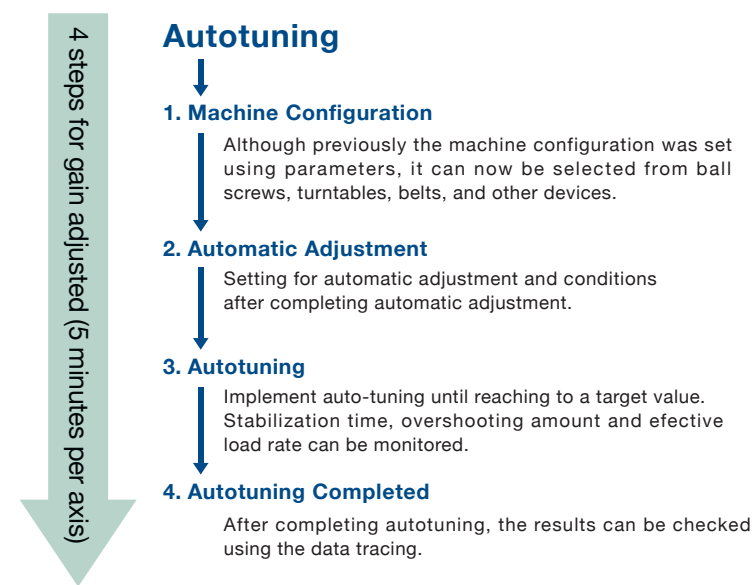 4 steps for gain adjusted (5 minutes per axis)
Autotuning
1. Machine Configuration
Although previously the machine configuration was set
using parameters, it can now be selected from ball
screws, turntables, belts, and other devices.
2. Automatic Adjustment
Setting for automatic adjustment and conditions
after completing automatic adjustment.
3. Autotuning
Implement auto-tuning until reaching to a target value.
Stabilization time, overshooting amount and efective
load rate can be monitored.
4. Autotuning Completed
After completing autotuning, the results can be checked
using the data tracing.